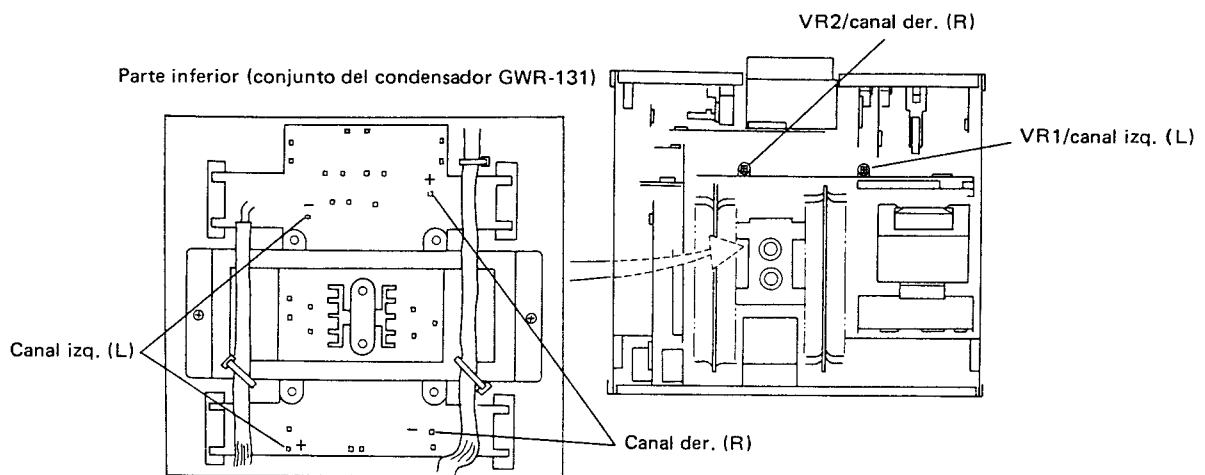 VR2/canal der. (R)
Parte inferior (conjunto del condensador GWR-131)
VR1/canal izq. (L)
+
-
Canal izq. (L)
+
-
Canal der. (R)